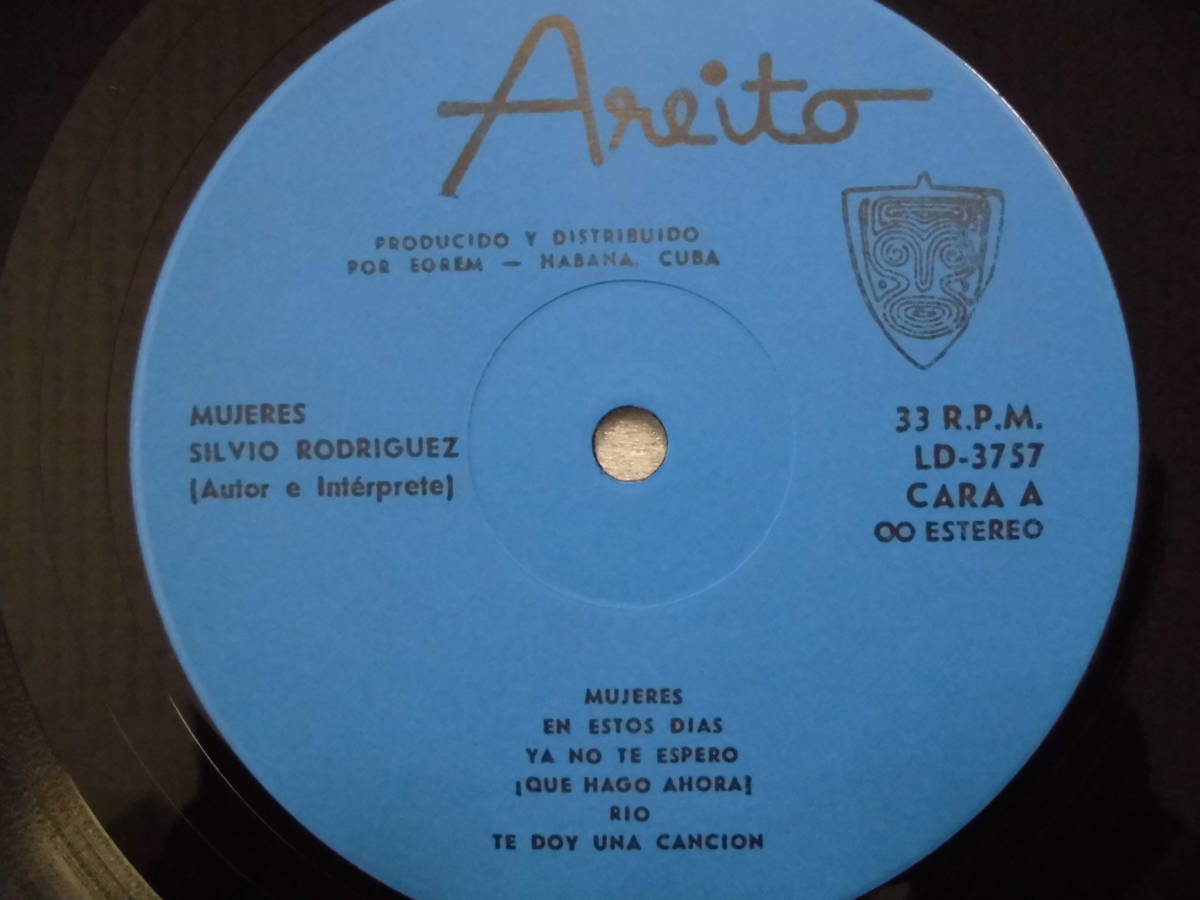 Areito
PRODUCIDO Y DISTRIBUIDO
POR EGREM — HABANA, CUBA
MUJERES
SILVIO RODRIGUEZ
(Autor e Intérprete)
33 R.P.M.
LD-3757
CARA A
OO ESTEREO
MUJERES
EN ESTOS DIAS
YA NO TE ESPERO
¡QUE HAGO AHORA?
RIO
TE DOY UNA CANCION